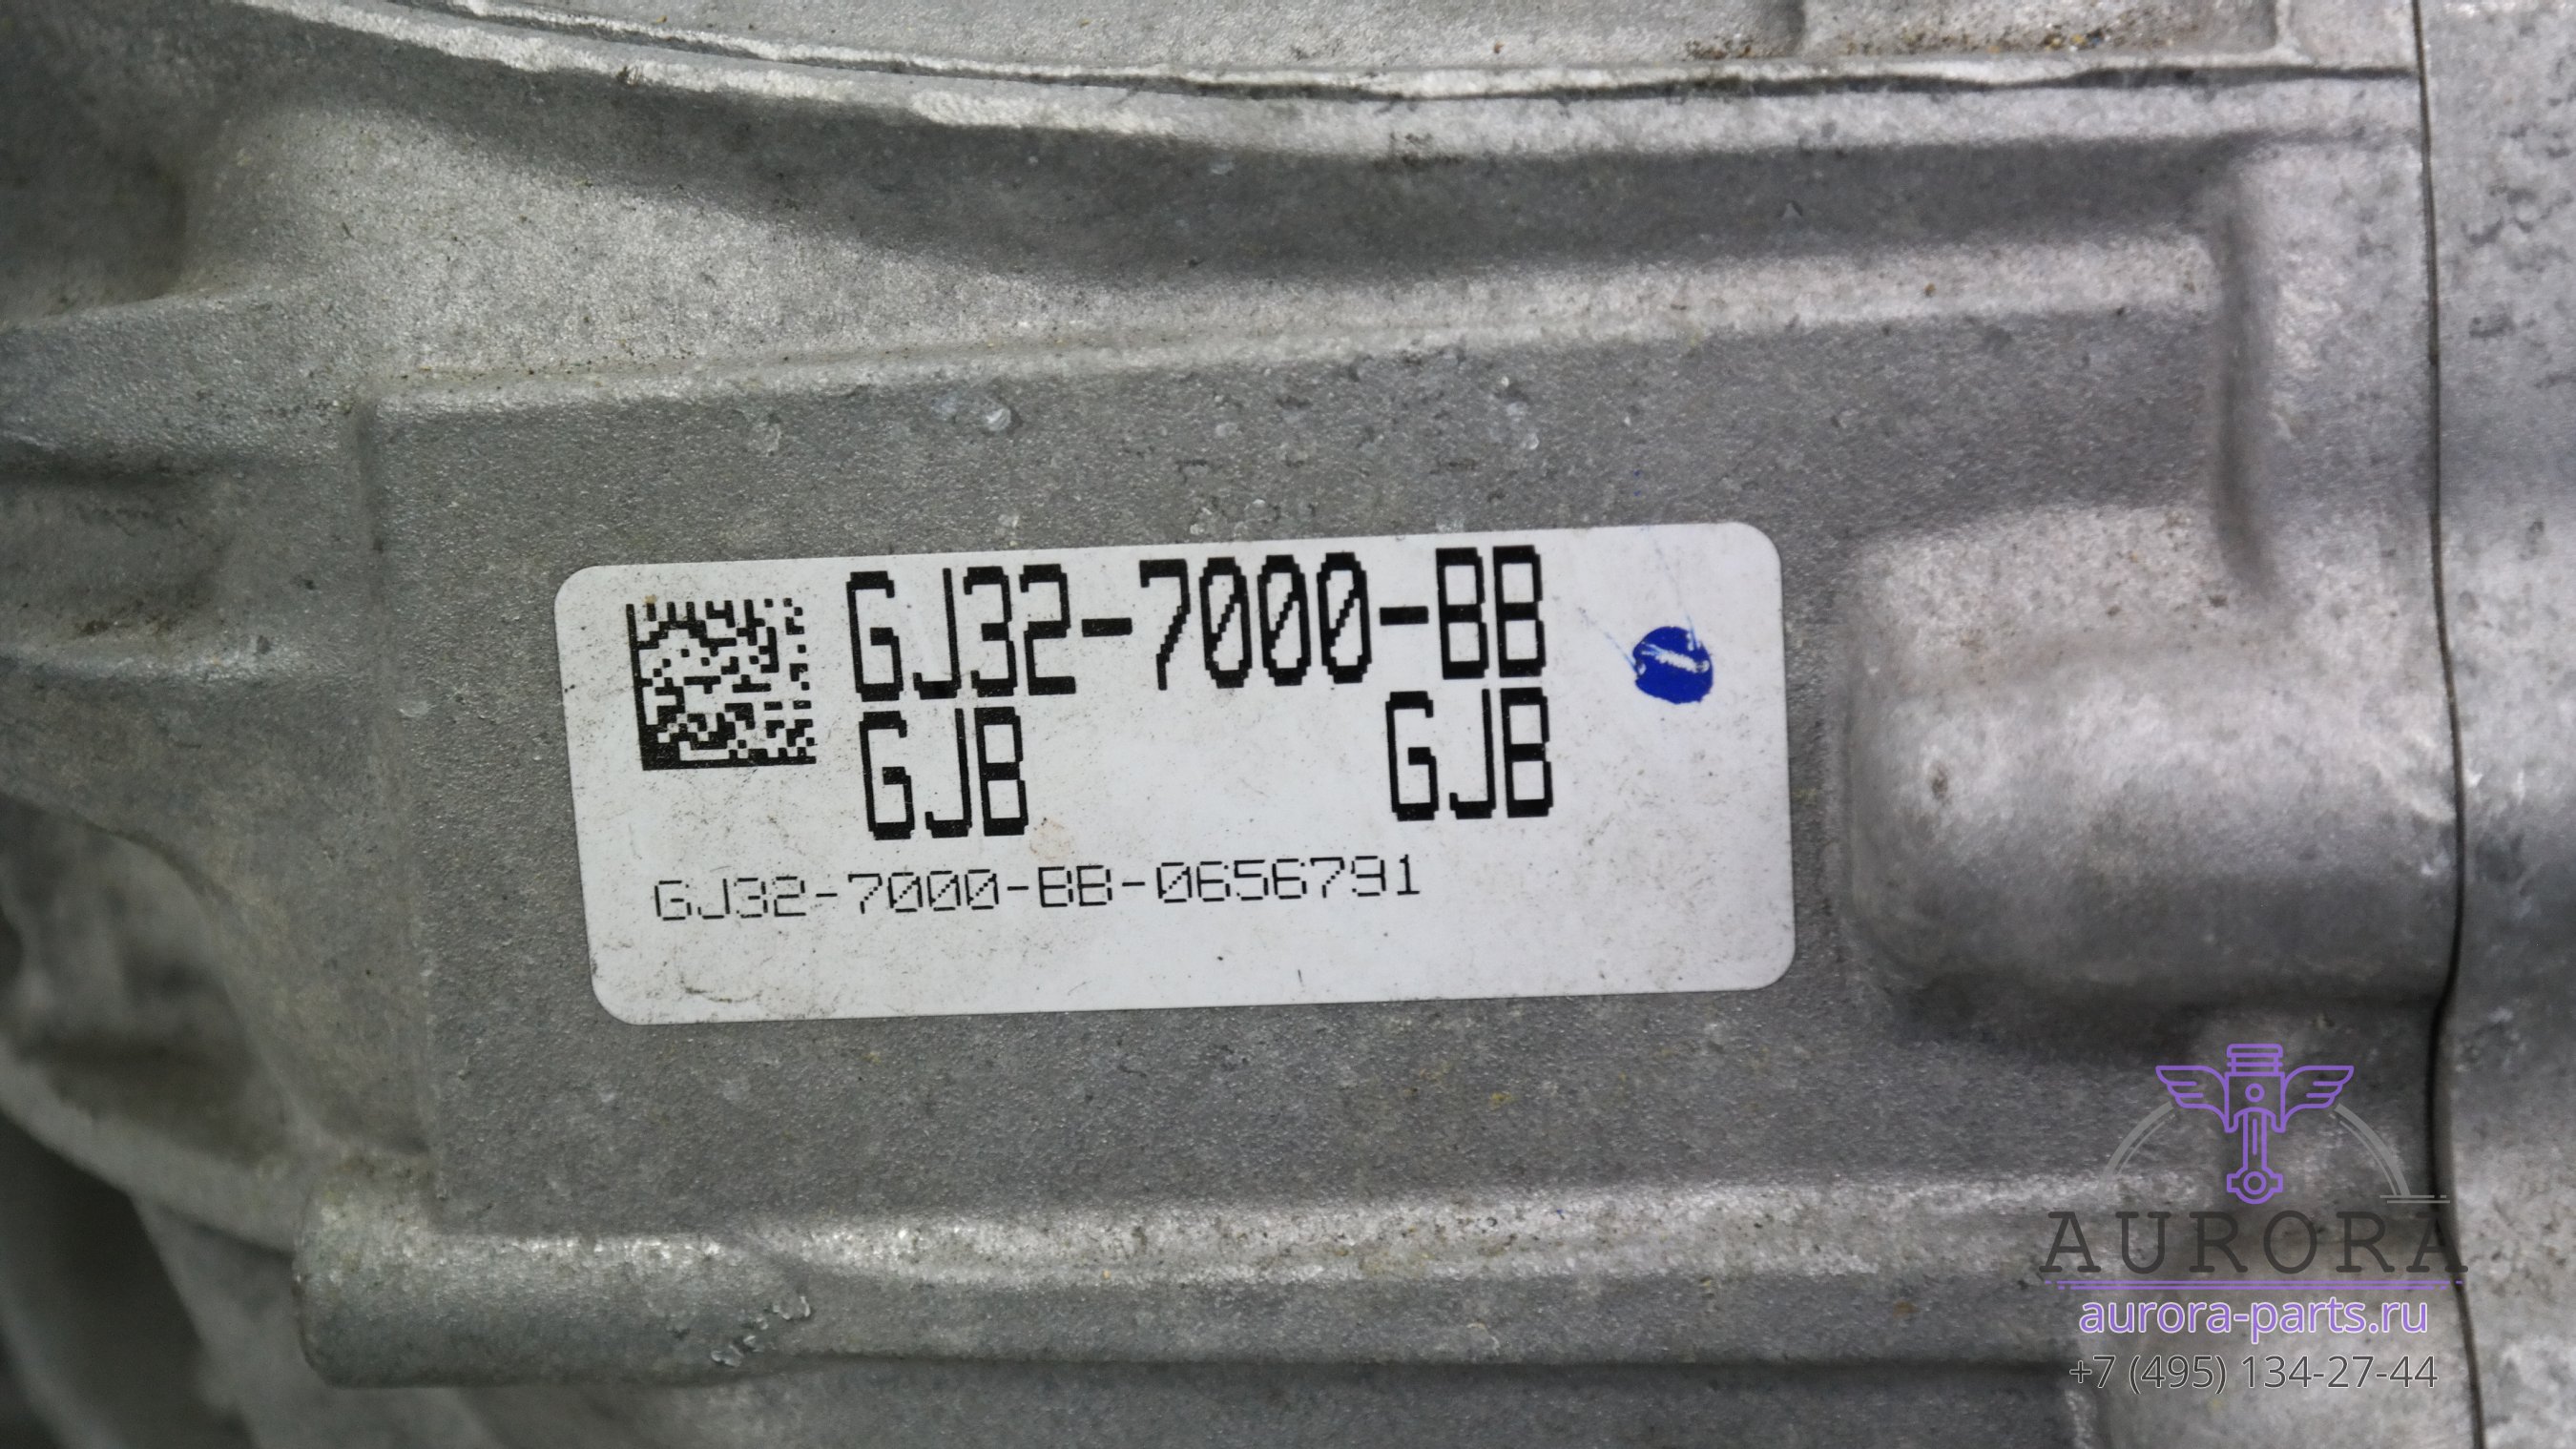 GJ32-7000-BB
GJB GJB
GJ32-7000-BB-0656791
AURORA
aurora-parts.ru
+7 (495) 134-27-44